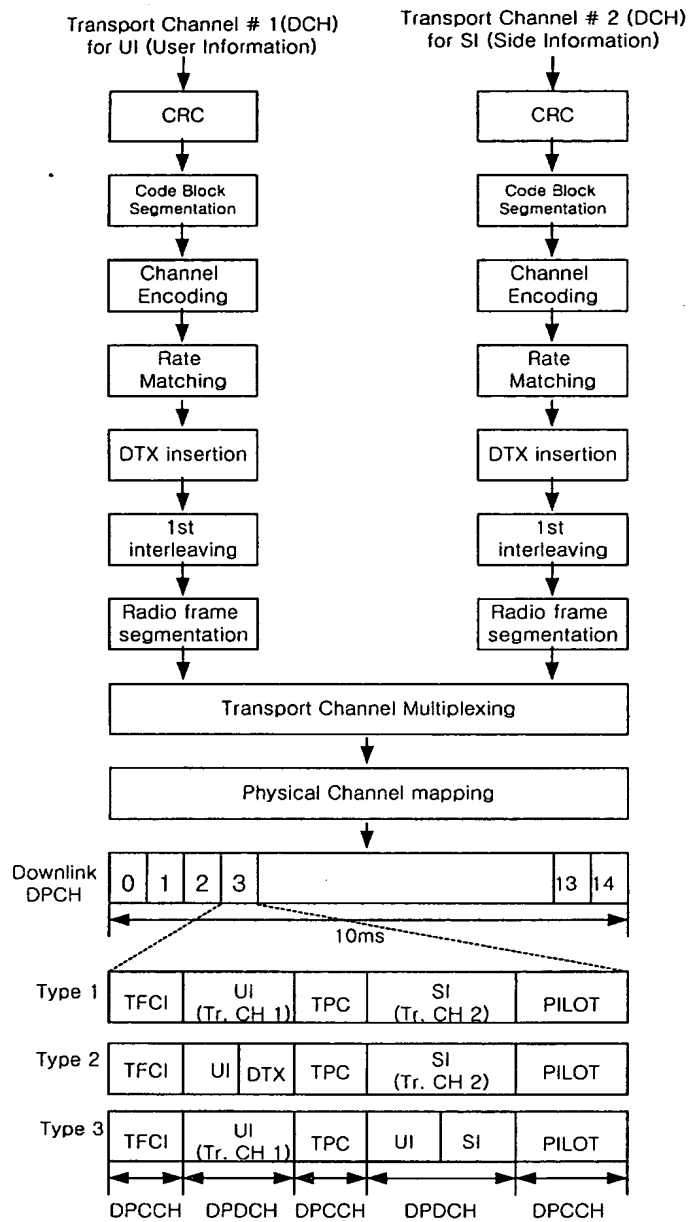 Transport Channel # 1(DCH)
for UI (User Information)
Transport Channel # 2 (DCH)
for SI (Side Information)
CRC
CRC
Code Block
Segmentation
Code Block
Segmentation
Channel
Encoding
Channel
Encoding
Rate
Matching
Rate
Matching
DTX insertion
DTX insertion
1st
interleaving
1st
interleaving
Radio frame
segmentation
Radio frame
segmentation
Transport Channel Multiplexing
Physical Channel mapping
Downlink
DPCH
0 1 2 3 13 14
10ms
Type 1
TFCI
UI
(Tr. CH 1)
TPC
SI
(Tr. CH 2)
PILOT
Type 2
TFCI
UI
DTX
TPC
SI
(Tr. CH 2)
PILOT
Type 3
TFCI
UI
(Tr. CH 1)
TPC
UI
SI
PILOT
DPCCH DPDCH DPCCH DPDCH DPCCH